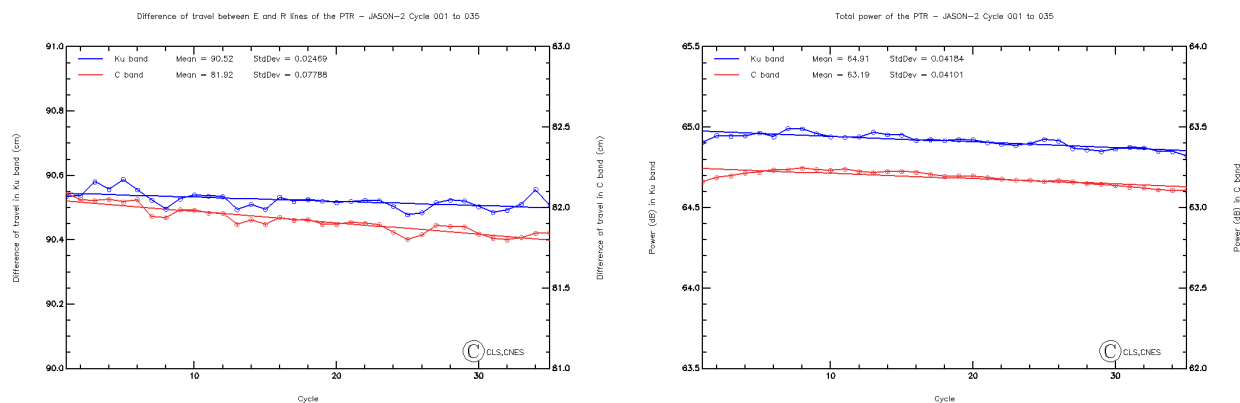 Difference of travel between E and R lines of the PTR - JASON-2 Cycle 001 to 035
91.0
83.0
Ku band Mean = 90.52 StdDev = 0.02469
C band Mean = 81.92 StdDev = 0.07788
90.8
82.5
90.6
82.0
90.4
81.5
90.2
90.0
81.0
10
20
30
Cycle
Difference of travel in Ku band (cm)
Difference of travel in C band (cm)
C CLS,CNES
Total power of the PTR - JASON-2 Cycle 001 to 035
65.5
64.0
Ku band Mean = 64.91 StdDev = 0.04184
C band Mean = 63.19 StdDev = 0.04101
65.0
63.5
64.5
63.0
64.0
62.5
63.5
62.0
10
20
30
Cycle
Power (dB) in Ku band
Power (dB) in C band
C CLS,CNES